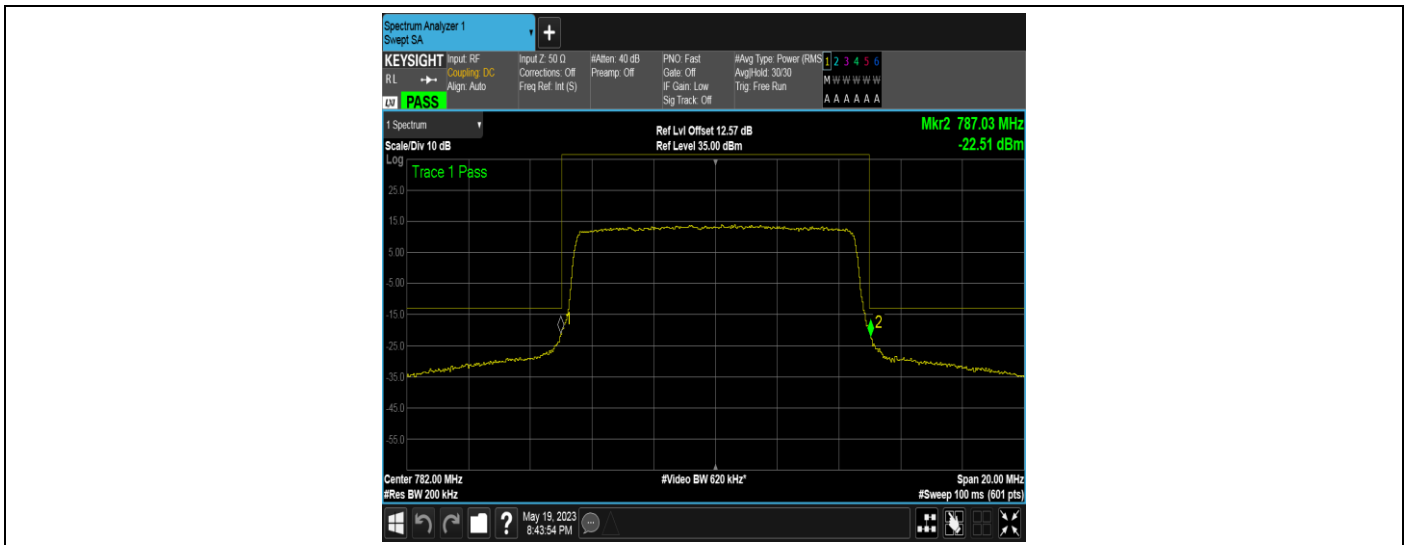 Spectrum Analyzer 1
Swept SA
+
KEYSIGHT
RL
LXI PASS
Input: RF
Coupling: DC
Align: Auto
Input Z: 50 Ω
Corrections: Off
Freq Ref: Int (S)
#Atten: 40 dB
Preamp: Off
PNO: Fast
Gate: Off
IF Gain: Low
Sig Track: Off
#Avg Type: Power (RMS
Avg|Hold: 30/30
Trig: Free Run
1 2 3 4 5 6
M W W W W W
A A A A A A
1 Spectrum
Scale/Div 10 dB
Ref Lvl Offset 12.57 dB
Ref Level 35.00 dBm
Mkr2 787.03 MHz
-22.51 dBm
Log
Trace 1 Pass
25.0
15.0
5.00
-5.00
-15.0
1
2
-25.0
-35.0
-45.0
-55.0
Center 782.00 MHz
#Res BW 200 kHz
#Video BW 620 kHz*
Span 20.00 MHz
#Sweep 100 ms (601 pts)
?
May 19, 2023
8:43:54 PM